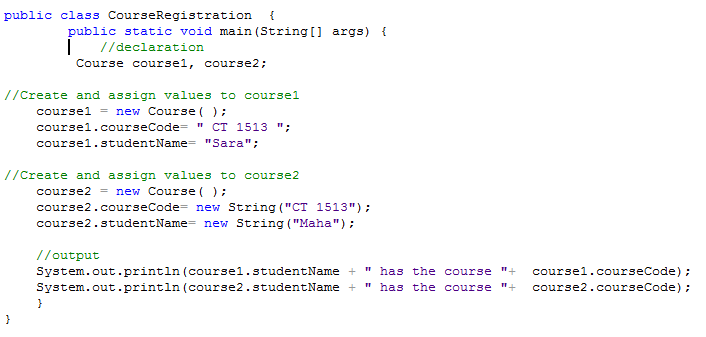 public class CourseRegistration  {
        public static void main(String[] args) {
            //declaration
         Course course1, course2;

//Create and assign values to course1
    course1 = new Course( );
    course1.courseCode= " CT 1513 ";
    course1.studentName= "Sara";

//Create and assign values to course2
    course2 = new Course( );
    course2.courseCode= new String("CT 1513");
    course2.studentName= new String("Maha");

    //output
    System.out.println(course1.studentName + " has the course "+  course1.courseCode);
    System.out.println(course2.studentName + " has the course "+  course2.courseCode);
    }
}